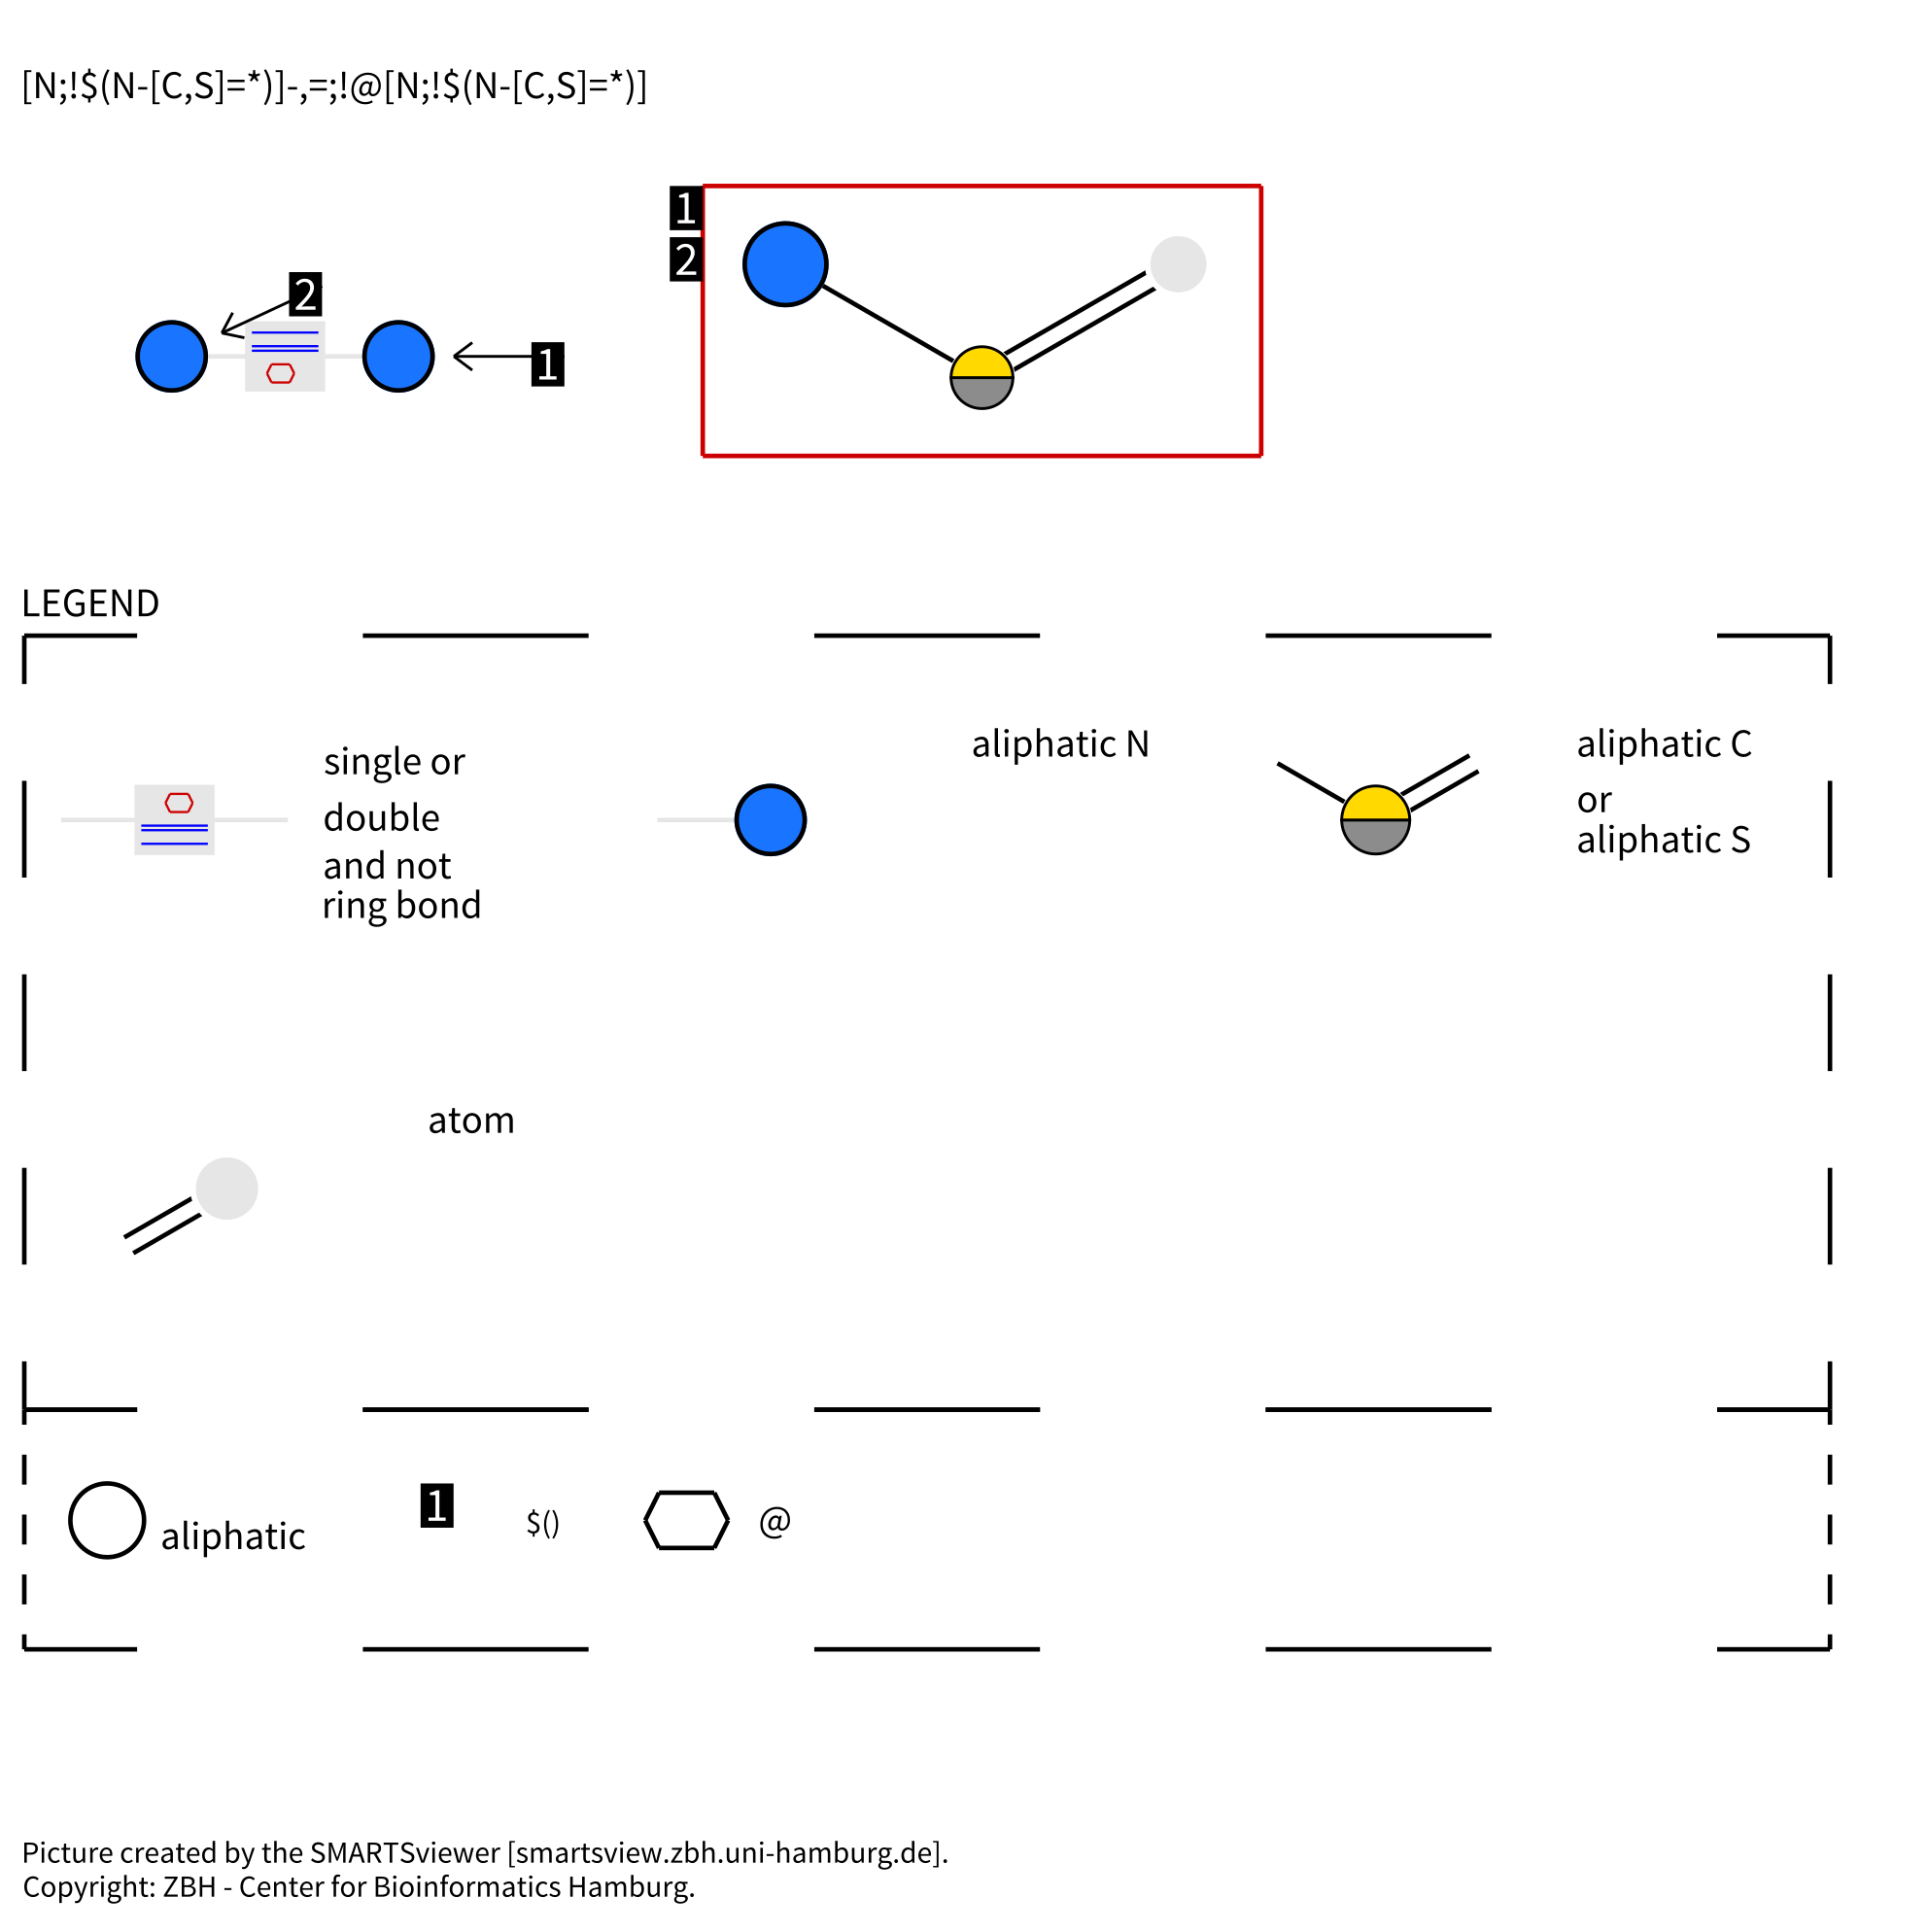 [N;!$(N-[C,S]=*)]-,=;!@[N;!$(N-[C,S]=*)]
1
2
2
1
LEGEND
single or
double
and not
ring bond
aliphatic N
aliphatic C
or
aliphatic S
atom
aliphatic
1
$()
@
Picture created by the SMARTSviewer [smartsview.zbh.uni-hamburg.de].
Copyright: ZBH - Center for Bioinformatics Hamburg.